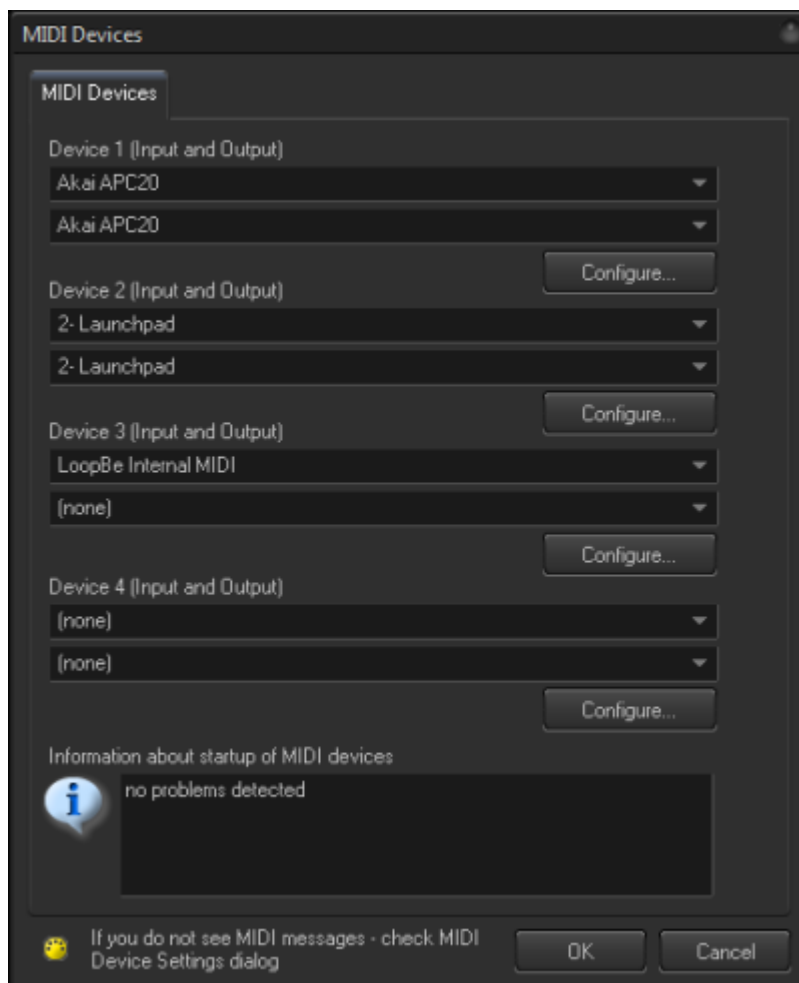 MIDI Devices
MIDI Devices
Device 1 (Input and Output)
Akai APC20
Akai APC20
Configure...
Device 2 (Input and Output)
2- Launchpad
2- Launchpad
Configure...
Device 3 (Input and Output)
LoopBe Internal MIDI
(none)
Configure...
Device 4 (Input and Output)
(none)
(none)
Configure...
Information about startup of MIDI devices
no problems detected
If you do not see MIDI messages - check MIDI
Device Settings dialog
OK
Cancel